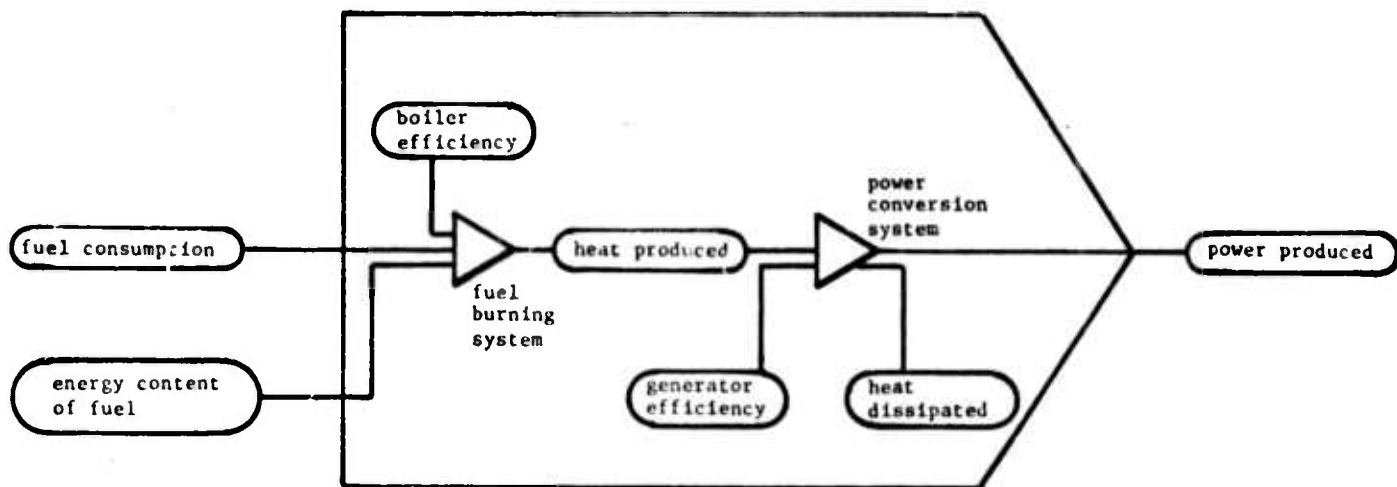 boiler
efficiency
power
conversion
system
fuel consumption
heat produced
power produced
fuel
burning
system
energy content
of fuel
generator
efficiency
heat
dissipated